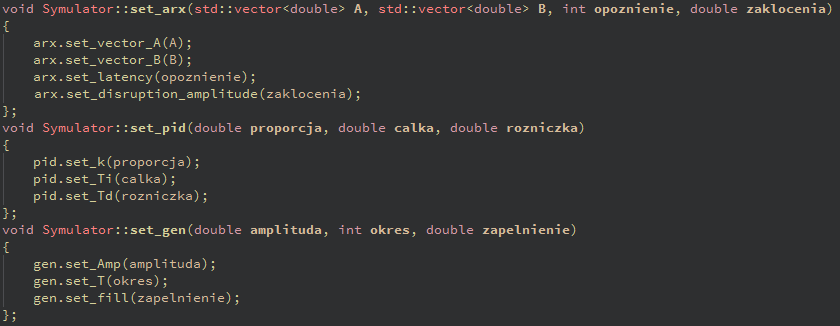 void Symulator::set_arx(std::vector<double> A, std::vector<double> B, int opoznienie, double zaklocenia)
{
    arx.set_vector_A(A);
    arx.set_vector_B(B);
    arx.set_latency(opoznienie);
    arx.set_disruption_amplitude(zaklocenia);
};
void Symulator::set_pid(double proporcja, double calka, double rozniczka)
{
    pid.set_k(proporcja);
    pid.set_Ti(calka);
    pid.set_Td(rozniczka);
};
void Symulator::set_gen(double amplituda, int okres, double zapelnienie)
{
    gen.set_Amp(amplituda);
    gen.set_T(okres);
    gen.set_fill(zapelnienie);
};